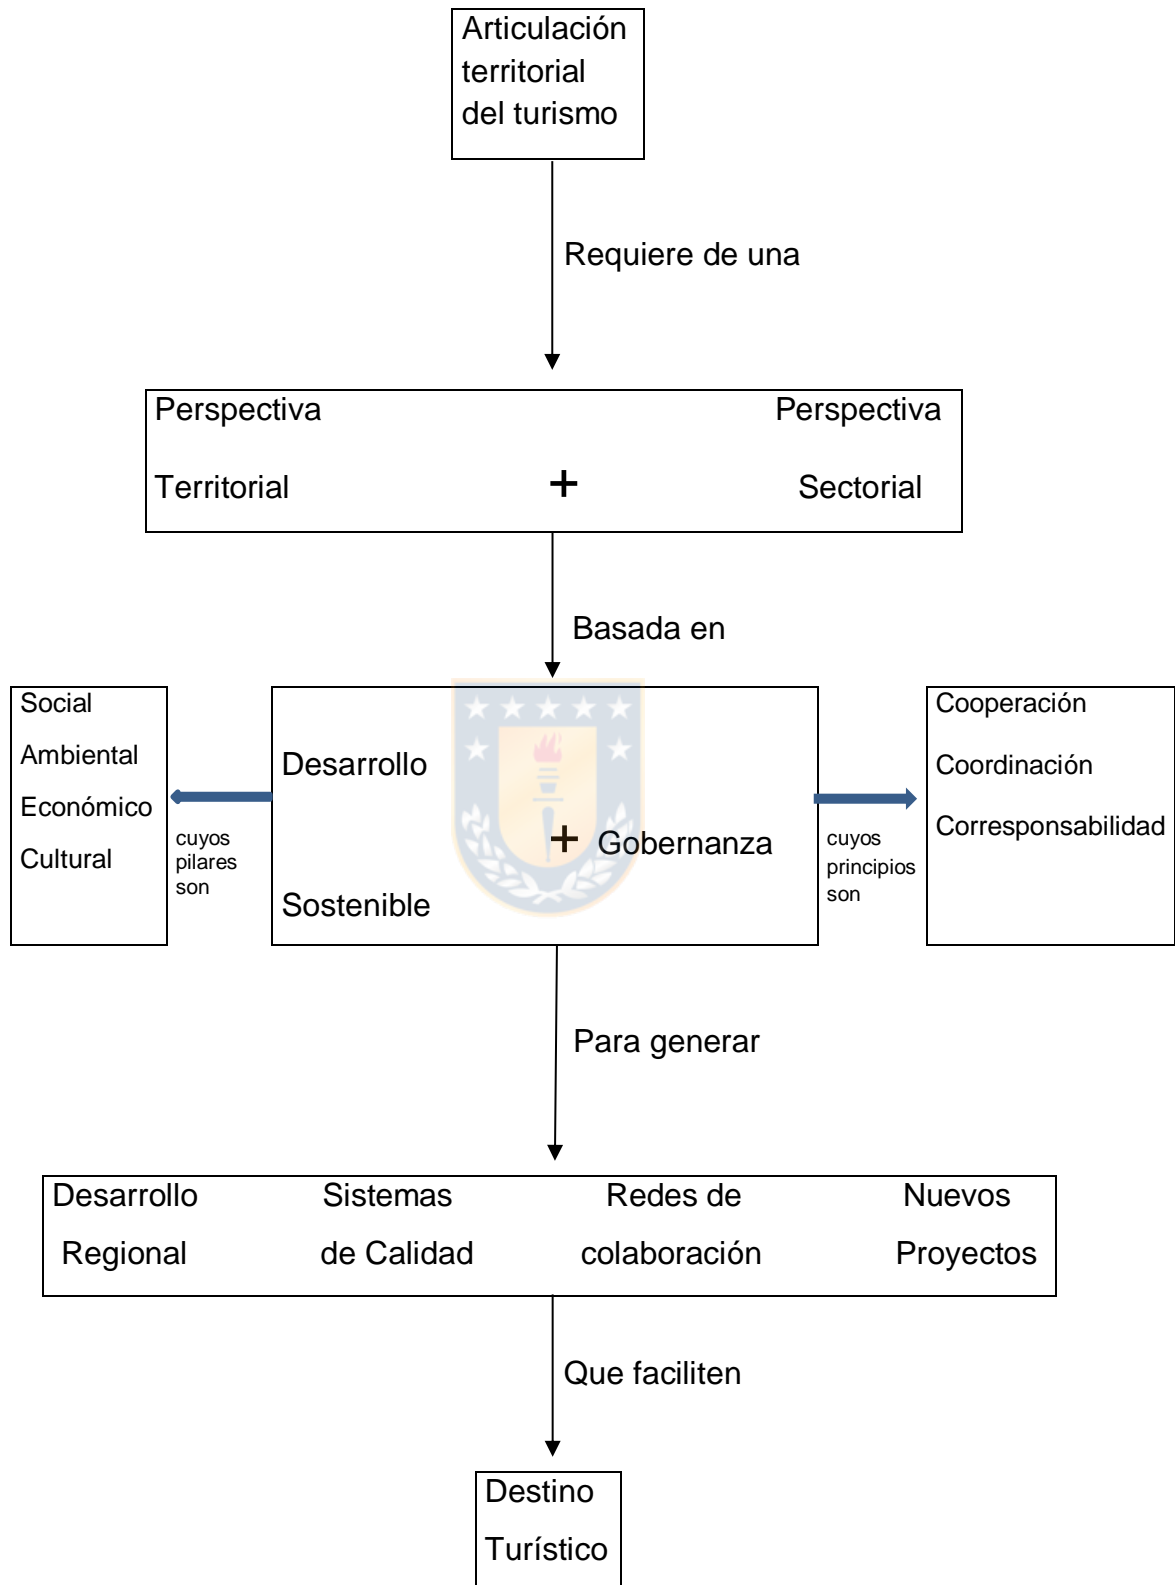 Articulación
territorial
del turismo
Requiere de una
Perspectiva Perspectiva
Territorial + Sectorial
Basada en
Social
Ambiental
Económico
Cultural
cuyos
pilares
son
Desarrollo
+ Gobernanza
Sostenible
cuyos
principios
son
Cooperación
Coordinación
Corresponsabilidad
Para generar
Desarrollo Sistemas Redes de Nuevos
Regional de Calidad colaboración Proyectos
Que faciliten
Destino
Turístico